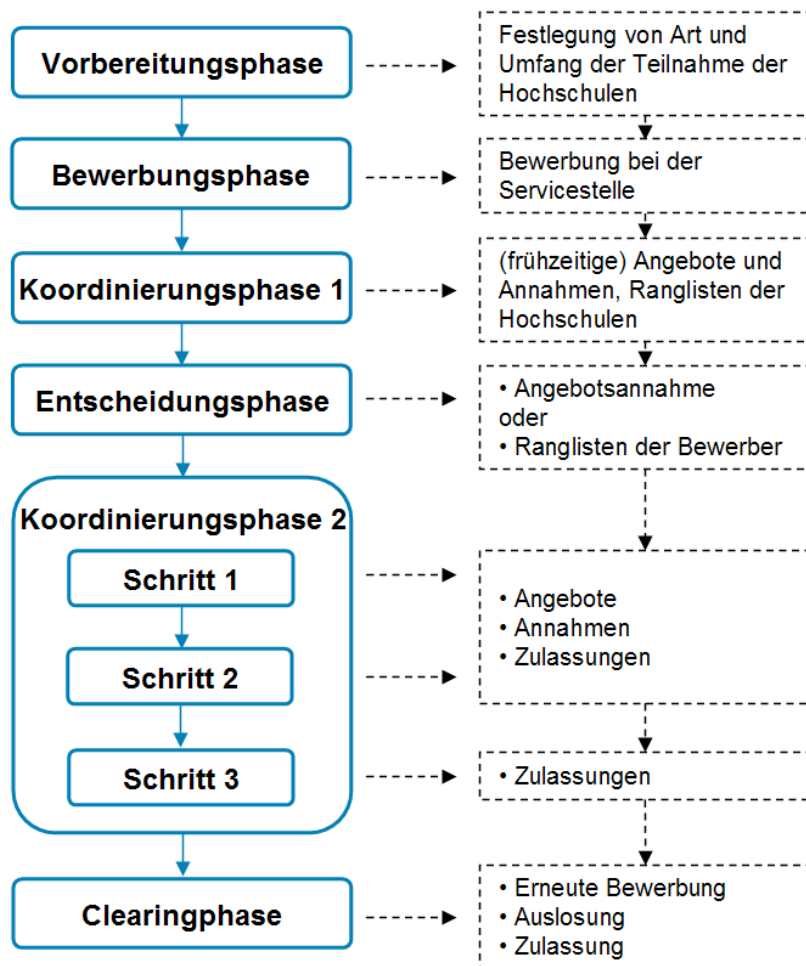 Vorbereitungsphase
Festlegung von Art und
Umfang der Teilnahme der
Hochschulen
Bewerbungsphase
Bewerbung bei der
Servicestelle
Koordinierungsphase 1
(frühzeitige) Angebote und
Annahmen, Ranglisten der
Hochschulen
Entscheidungsphase
• Angebotsannahme
oder
• Ranglisten der Bewerber
Koordinierungsphase 2
Schritt 1
Schritt 2
• Angebote
• Annahmen
• Zulassungen
Schritt 3
• Zulassungen
Clearingphase
• Erneute Bewerbung
• Auslosung
• Zulassung